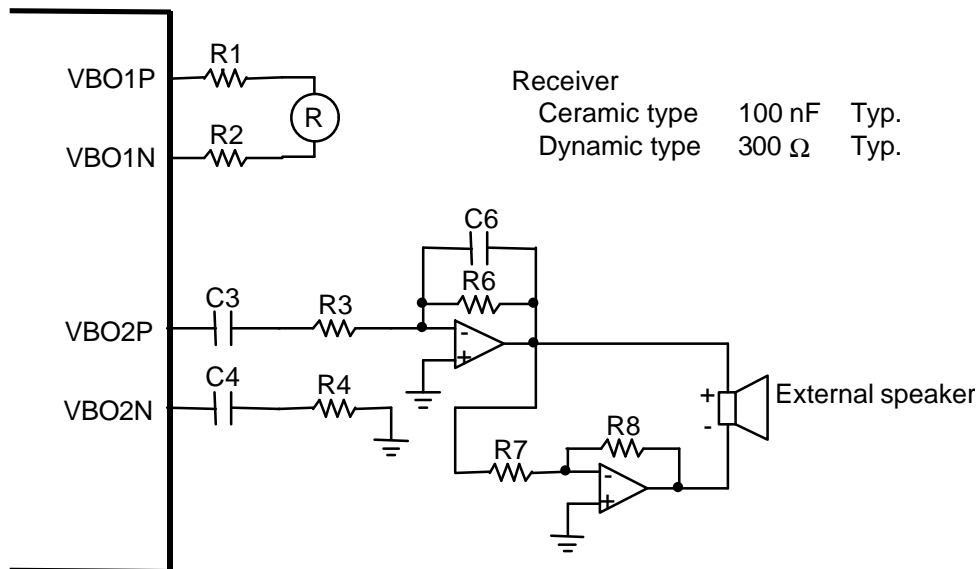 R1
VBO1P
Receiver
R
Ceramic type 100 nF Typ.
R2
Dynamic type 300 Ω Typ.
VBO1N
C6
R6
C3
R3
VBO2P
-
+
C4
R4
VBO2N
+
External speaker
-
R8
R7
-
+